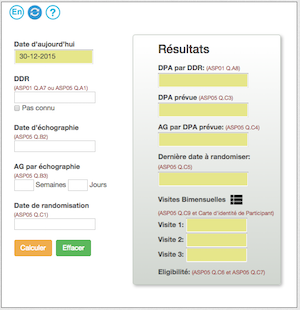 En
?
Date d'aujourd'hui
30-12-2015
DDR
(ASP01 Q.A7 ou ASP05 Q.A1)
Pas connu
Date d'échographie
(ASP05 Q.B2)
AG par échographie
(ASP05 Q.B3)
Semaines Jours
Date de randomisation
(ASP05 Q.C1)
Calculer Effacer
Résultats
DPA par DDR: (ASP01 Q.A8)
DPA prévue (ASP05 Q.C3)
AG par DPA prévue: (ASP05 Q.C4)
Dernière date à randomiser:
(ASP05 Q.C5)
Visites Bimensuelles
(ASP05 Q.C9 et Carte d'identité de Participant)
Visite 1:
Visite 2:
Visite 3:
Eligibilité: (ASP05 Q.C6 et ASP05 Q.C7)